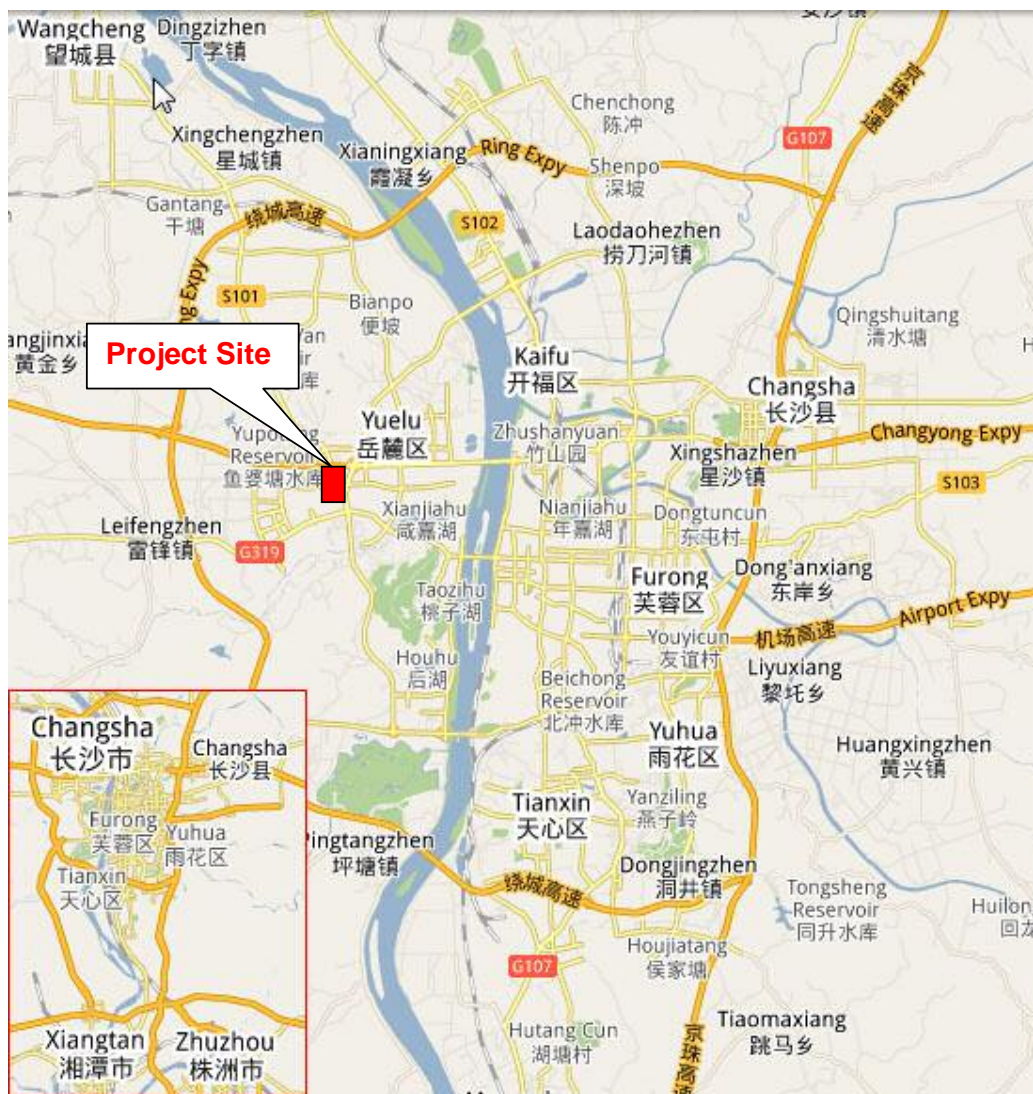 Wangcheng
望城县
Dingzizhen
丁字镇
Chenchong
陈冲
京珠高速
G107
Xingchengzhen
星城镇
Xianingxiang
霞凝乡
Ring Expy
Shenpo
深坡
Gantang
干塘
绕城高速
S102
Laodaohezhen
捞刀河镇
S101
Bianpo
便坡
Qingshuitang
清水塘
黄金乡
Project Site
Kaifu
开福区
Changsha
长沙县
Yuelu
岳麓区
Reservoir
鱼婆塘水库
Zhushanyuan
竹山园
Changyong Expy
Xingshazhen
星沙镇
S103
Xianjiahu
咸嘉湖
Nianjiahu
年嘉湖
Dongtuncun
东屯村
Leifengzhen
雷锋镇
G319
Dong'anxiang
东岸乡
Furong
芙蓉区
Taozihu
桃子湖
Airport Expy
机场高速
Youyicun
友谊村
Houhu
后湖
Beichong
Reservoir
北冲水库
Liyuxiang
黎圫乡
Yuhua
雨花区
Huangxingzhen
黄兴镇
Tianxin
天心区
Yanziling
燕子岭
Pingtangzhen
坪塘镇
Dongjingzhen
洞井镇
绕城高速
Tongsheng
Reservoir
同升水库
Houjiatang
侯家塘
G107
Hutang Cun
湖塘村
Tiaomaxiang
跳马乡
京珠高速
Changsha
长沙市
Changsha
长沙县
Furong
芙蓉区
Yuhua
雨花区
Tianxin
天心区
Xiangtan
湘潭市
Zhuzhou
株洲市